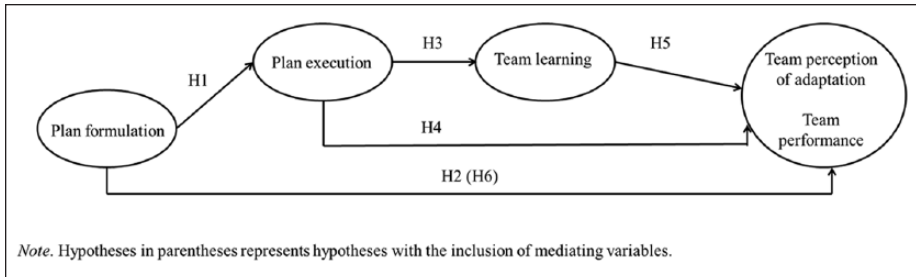 H1
H3
H5
Plan execution
Team learning
Team perception
of adaptation
Team
performance
Plan formulation
H4
H2 (H6)
Note. Hypotheses in parentheses represents hypotheses with the inclusion of mediating variables.